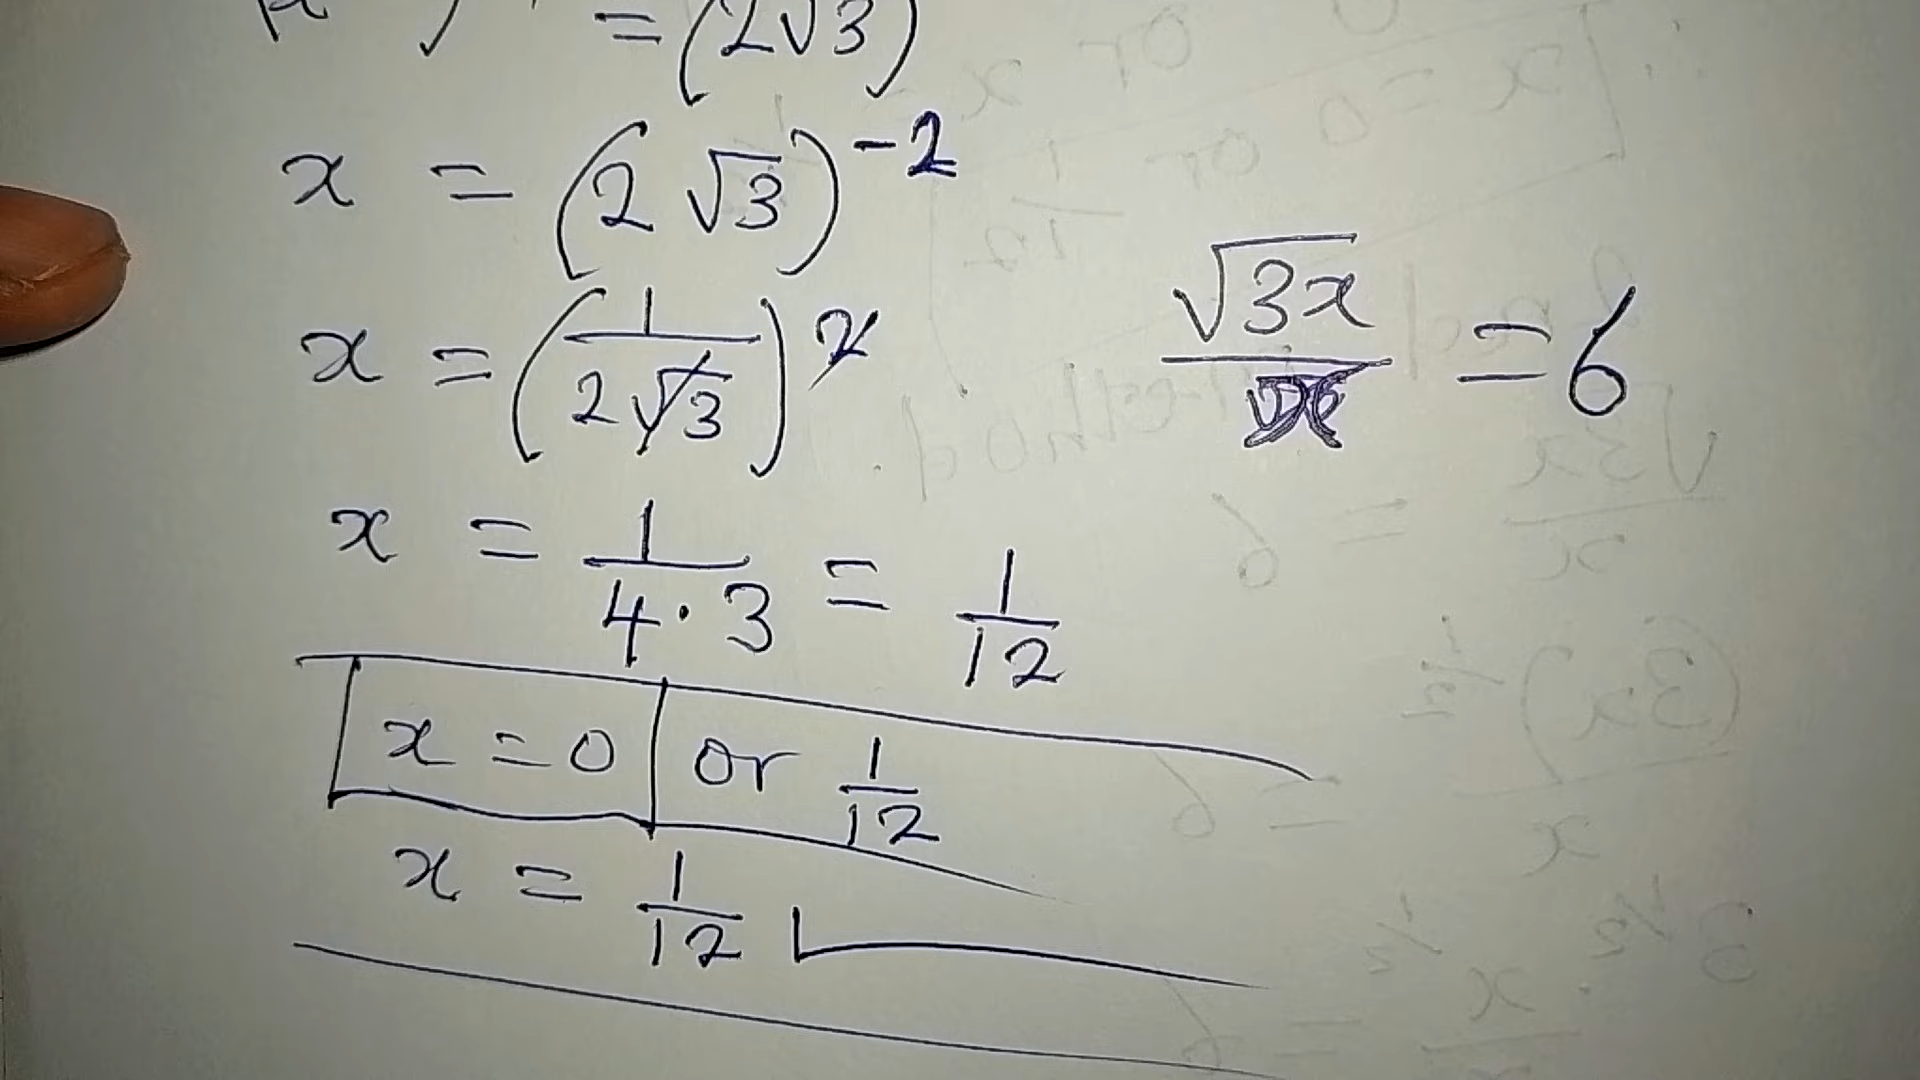 = (2√3)
x = (2√3)⁻²
x = (1/2√3)²
√3x/x = 6
x = 1/4·3 = 1/12
x = 0 or 1/12
x = 1/12